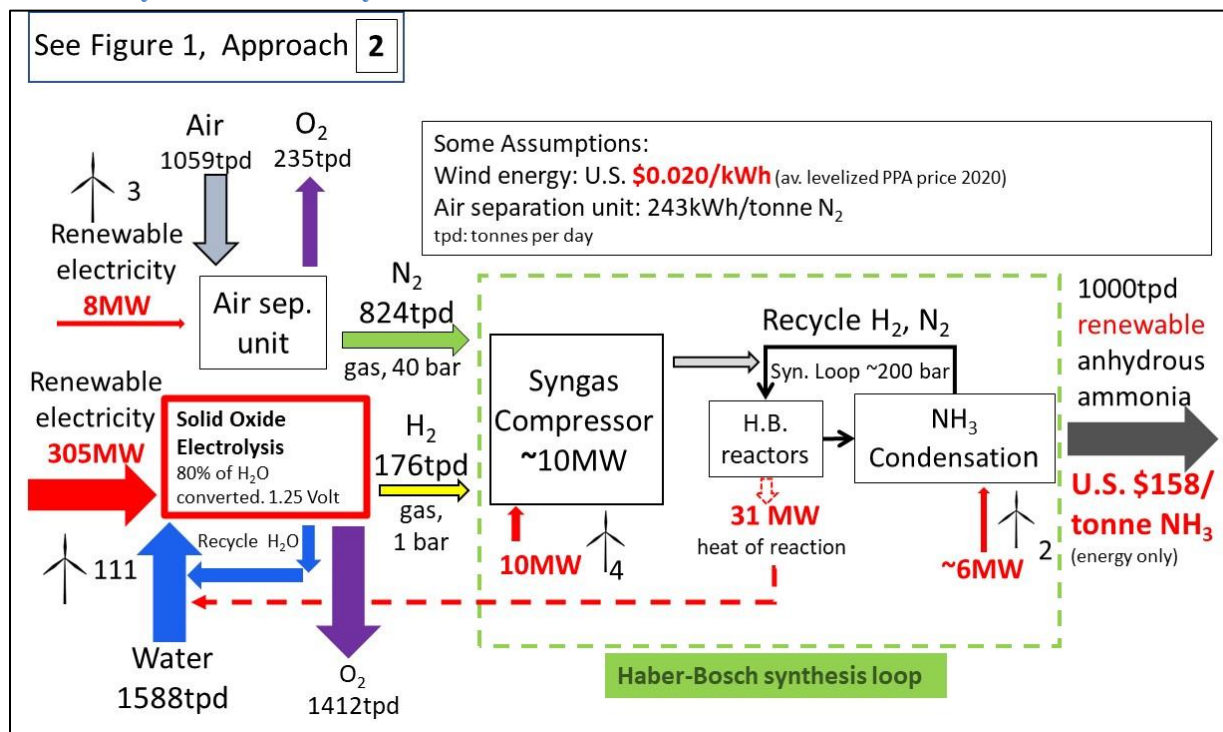 See Figure 1, Approach 2
Air
1059tpd
O2
235tpd
Some Assumptions:
Wind energy: U.S. $0.020/kWh (av. levelized PPA price 2020)
Air separation unit: 243kWh/tonne N2
tpd: tonnes per day
3
Renewable
electricity
8MW
Air sep.
unit
N2
824tpd
gas, 40 bar
Renewable
electricity
305MW
Solid Oxide
Electrolysis
80% of H2O
converted. 1.25 Volt
H2
176tpd
gas,
1 bar
Syngas
Compressor
~10MW
Recycle H2, N2
Syn. Loop ~200 bar
H.B.
reactors
NH3
Condensation
1000tpd
renewable
anhydrous
ammonia
U.S. $158/
tonne NH3
(energy only)
31 MW
heat of reaction
10MW
4
~6MW
2
Recycle H2O
111
Water
1588tpd
O2
1412tpd
Haber-Bosch synthesis loop